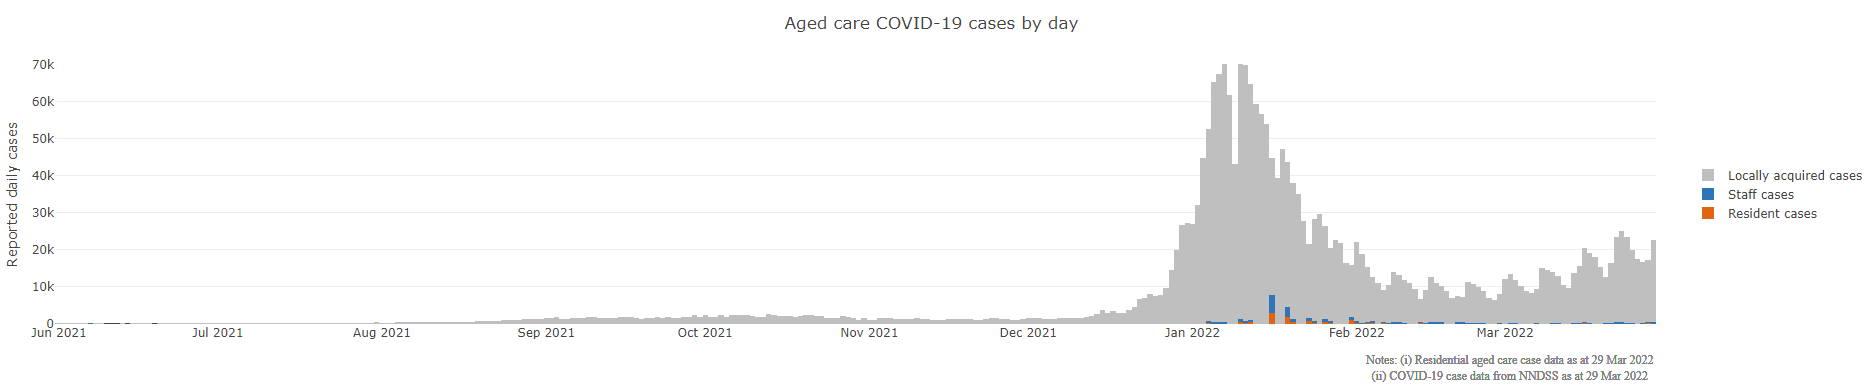 Aged care COVID-19 cases by day
Reported daily cases
70k
60k
50k
40k
30k
20k
10k
0
Jun 2021 Jul 2021 Aug 2021 Sep 2021 Oct 2021 Nov 2021 Dec 2021 Jan 2022 Feb 2022 Mar 2022
Locally acquired cases
Staff cases
Resident cases
Notes: (i) Residential aged care case data as at 29 Mar 2022
(ii) COVID-19 case data from NNDSS as at 29 Mar 2022